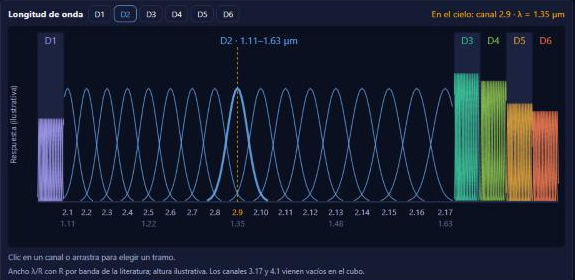 Longitud de onda D1 D2 D3 D4 D5 D6 En el cielo: canal 2.9 · λ = 1.35 μm
D1 D2 · 1.11–1.63 μm D3 D4 D5 D6
Respuesta (ilustrativa)
2.1 2.2 2.3 2.4 2.5 2.6 2.7 2.8 2.9 2.10 2.11 2.12 2.13 2.14 2.15 2.16 2.17
1.11 1.22 1.35 1.48 1.63
Clic en un canal o arrastra para elegir un tramo.
Ancho λ/R con R por banda de la literatura; altura ilustrativa. Los canales 3.17 y 4.1 vienen vacíos en el cubo.